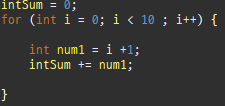 intSum = 0;
for (int i = 0; i < 10 ; i++) {
int num1 = i +1;
intSum += num1;
}